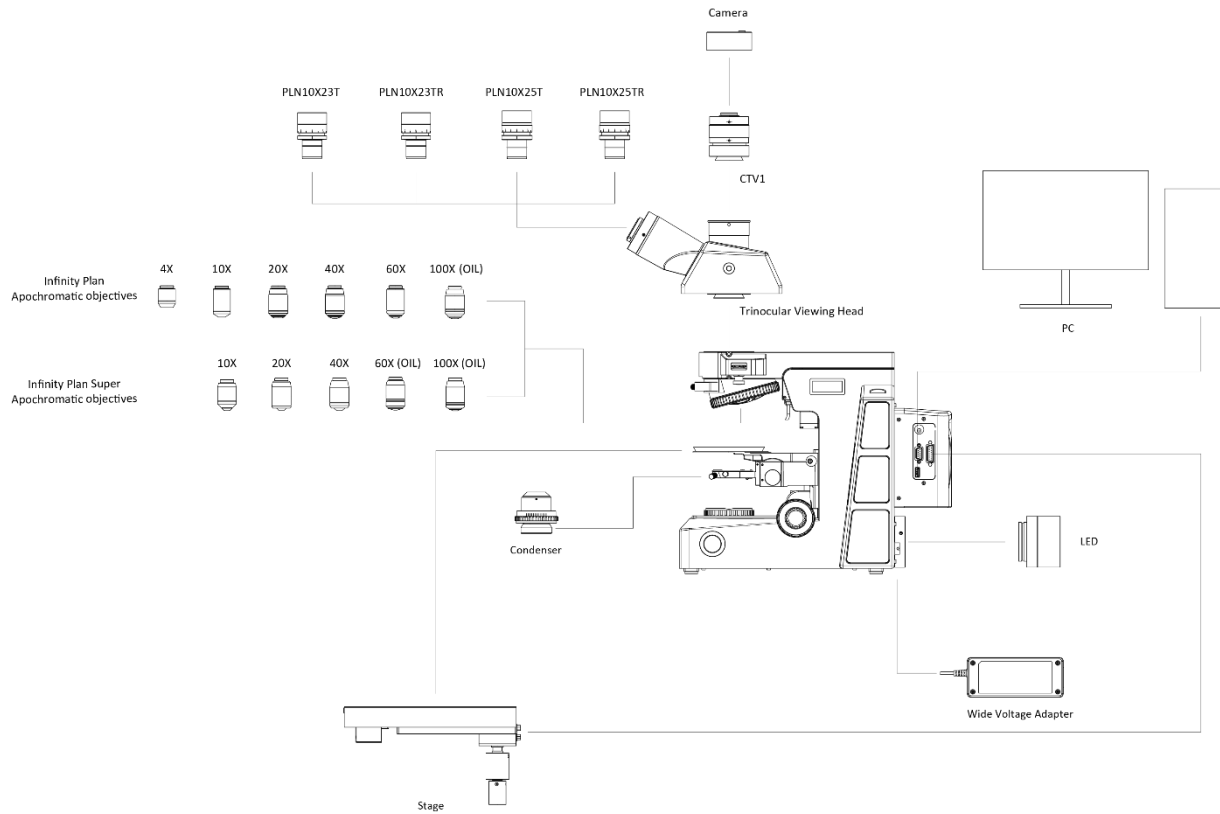 Camera
PLN10X23T
PLN10X23TR
PLN10X25T
PLN10X25TR
CTV1
4X
10X
20X
40X
60X
100X (OIL)
Infinity Plan
Apochromatic objectives
Trinocular Viewing Head
PC
10X
20X
40X
60X (OIL)
100X (OIL)
Infinity Plan Super
Apochromatic objectives
Condenser
LED
Wide Voltage Adapter
Stage